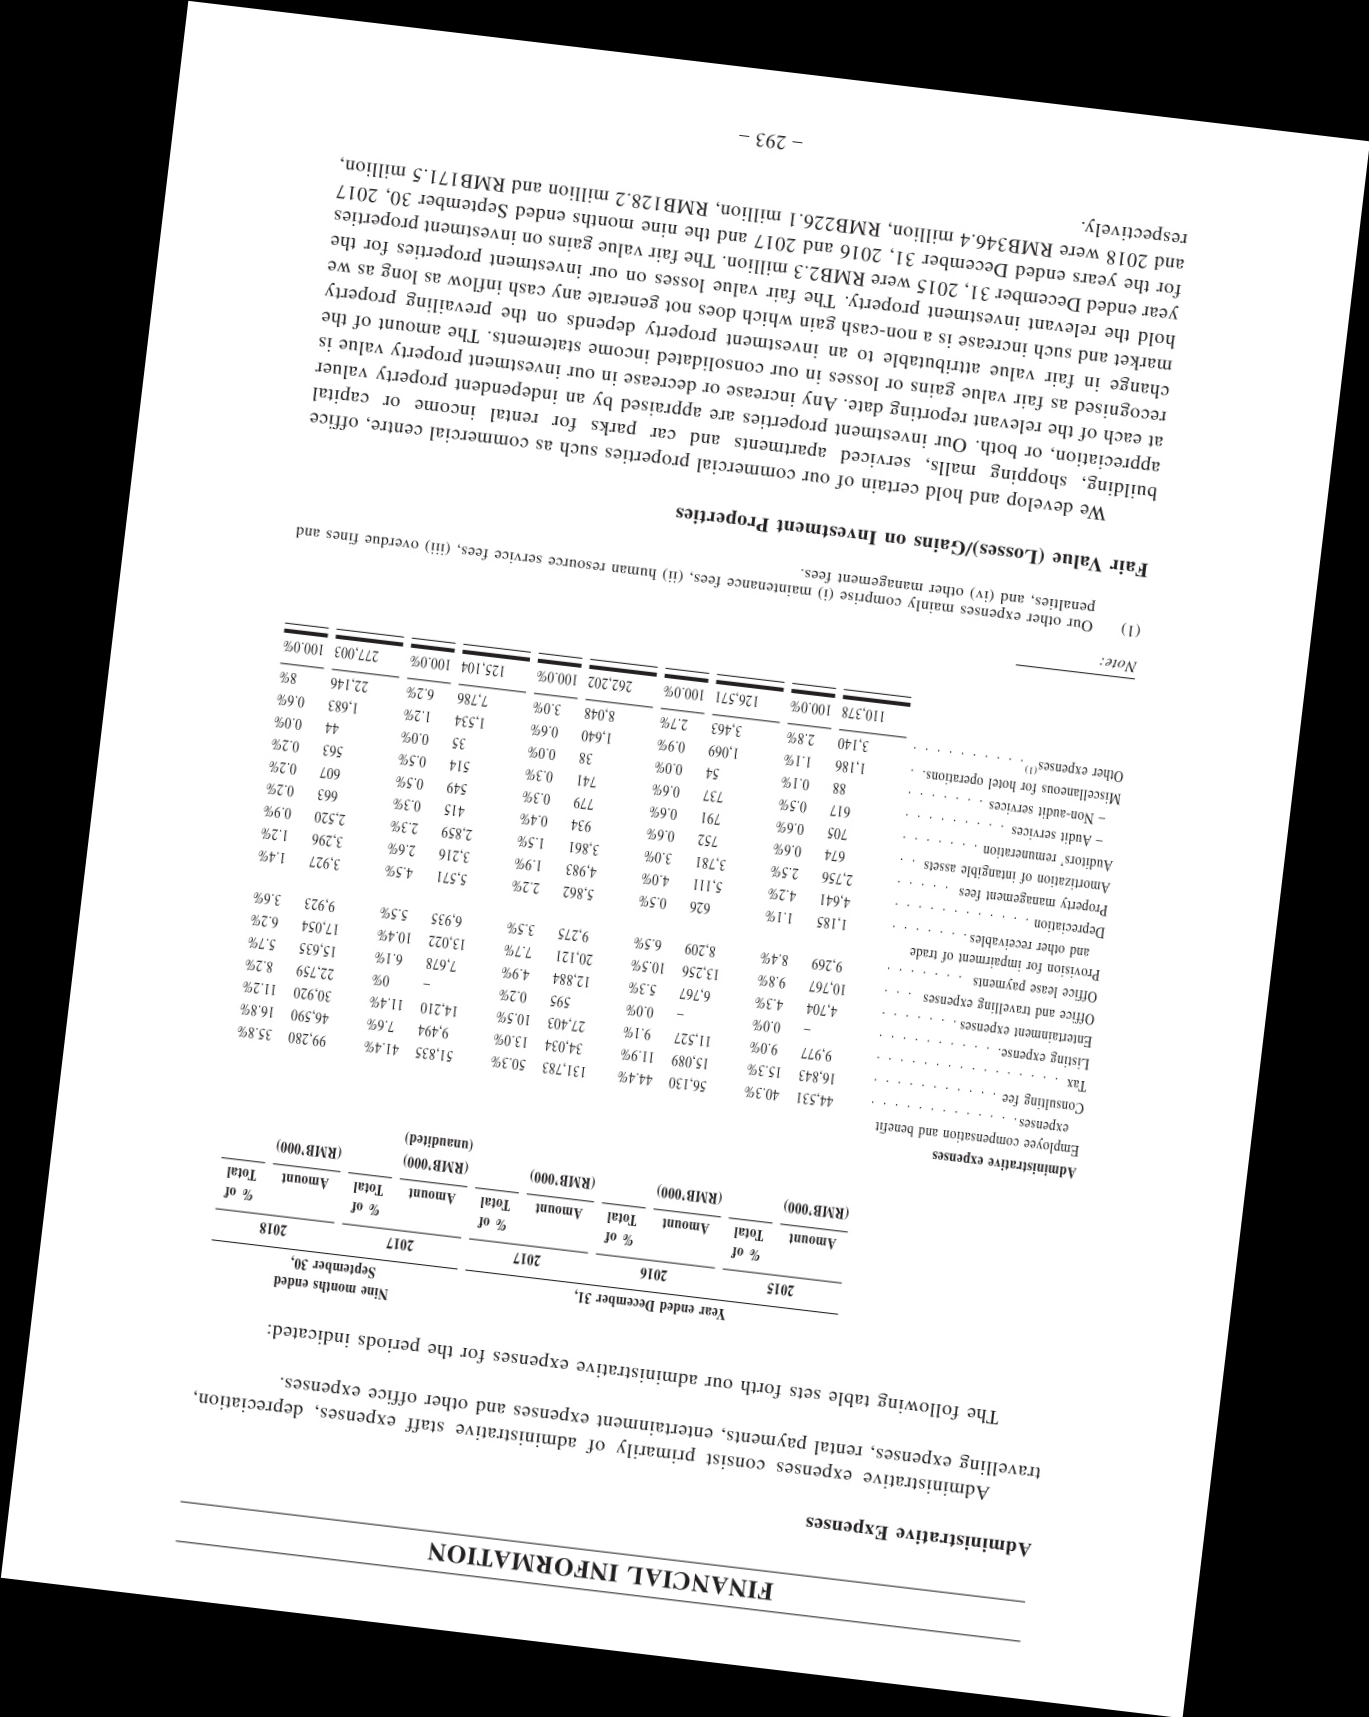 FINANCIAL INFORMATION
Administrative Expenses
Administrative expenses consist primarily of administrative staff expenses, depreciation,
travelling expenses, rental payments, entertainment expenses and other office expenses.
The following table sets forth our administrative expenses for the periods indicated:
Year ended December 31, Nine months ended September 30,
2015 2016 2017 2017 2018
Amount % of Total Amount % of Total Amount % of Total Amount % of Total Amount % of Total
(RMB'000) (RMB'000) (RMB'000) (RMB'000) (RMB'000)
(unaudited)
Administrative expenses
Employee compensation and benefit
expenses. . . . . . . . . . . . . 44,531 40.3% 56,130 44.4% 131,783 50.3% 51,835 41.4% 99,280 35.8%
Consulting fee . . . . . . . . . . . 16,843 15.3% 15,089 11.9% 34,034 13.0% 9,494 7.6% 46,590 16.8%
Tax . . . . . . . . . . . . . . . . 9,977 9.0% 11,527 9.1% 27,403 10.5% 14,210 11.4% 30,920 11.2%
Listing expense. . . . . . . . . . . – 0.0% – 0.0% 595 0.2% – 0% 22,759 8.2%
Entertainment expenses . . . . . . . 4,704 4.3% 6,767 5.3% 12,884 4.9% 7,678 6.1% 15,635 5.7%
Office and travelling expenses . . . 10,767 9.8% 13,256 10.5% 20,121 7.7% 13,022 10.4% 17,054 6.2%
Office lease payments . . . . . . . 9,269 8.4% 8,209 6.5% 9,275 3.5% 6,935 5.5% 9,923 3.6%
Provision for impairment of trade
and other receivables . . . . . . . 1,185 1.1% 626 0.5% 5,862 2.2% 5,571 4.5% 3,927 1.4%
Depreciation . . . . . . . . . . . . 4,641 4.2% 5,111 4.0% 4,983 1.9% 3,216 2.6% 3,296 1.2%
Property management fees . . . . . 2,756 2.5% 3,781 3.0% 3,861 1.5% 2,859 2.3% 2,520 0.9%
Amortization of intangible assets . . 674 0.6% 752 0.6% 934 0.4% 415 0.3% 663 0.2%
Auditors' remuneration . . . . . . . 705 0.6% 791 0.6% 779 0.3% 549 0.5% 607 0.2%
– Audit services . . . . . . . . . 617 0.5% 737 0.6% 741 0.3% 514 0.5% 563 0.2%
– Non-audit services . . . . . . . 88 0.1% 54 0.0% 38 0.0% 35 0.0% 44 0.0%
Miscellaneous for hotel operations. . 1,186 1.1% 1,069 0.9% 1,640 0.6% 1,534 1.2% 1,683 0.6%
Other expenses(1) . . . . . . . . . . 3,140 2.8% 3,463 2.7% 8,048 3.0% 7,786 6.2% 22,146 8%
110,378 100.0% 126,571 100.0% 262,202 100.0% 125,104 100.0% 277,003 100.0%
Note:
(1) Our other expenses mainly comprise (i) maintenance fees, (ii) human resource service fees, (iii) overdue fines and
penalties, and (iv) other management fees.
Fair Value (Losses)/Gains on Investment Properties
We develop and hold certain of our commercial properties such as commercial centre, office
building, shopping malls, serviced apartments and car parks for rental income or capital
appreciation, or both. Our investment properties are appraised by an independent property valuer
at each of the relevant reporting date. Any increase or decrease in our investment property value is
recognised as fair value gains or losses in our consolidated income statements. The amount of the
change in fair value attributable to an investment property depends on the prevailing property
market and such increase is a non-cash gain which does not generate any cash inflow as long as we
hold the relevant investment property. The fair value losses on our investment properties for the
year ended December 31, 2015 were RMB2.3 million. The fair value gains on investment properties
for the years ended December 31, 2016 and 2017 and the nine months ended September 30, 2017
and 2018 were RMB346.4 million, RMB226.1 million, RMB128.2 million and RMB171.5 million,
respectively.
– 293 –